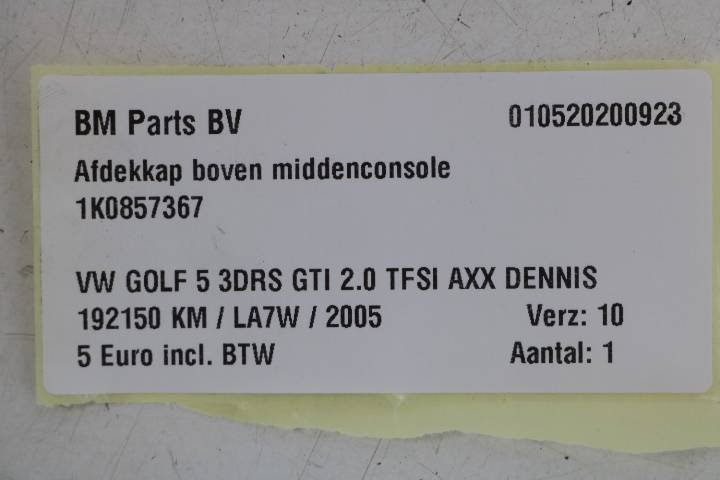 BM Parts BV 010520200923
Afdekkap boven middenconsole
1K0857367
VW GOLF 5 3DRS GTI 2.0 TFSI AXX DENNIS
192150 KM / LA7W / 2005 Verz: 10
5 Euro incl. BTW Aantal: 1